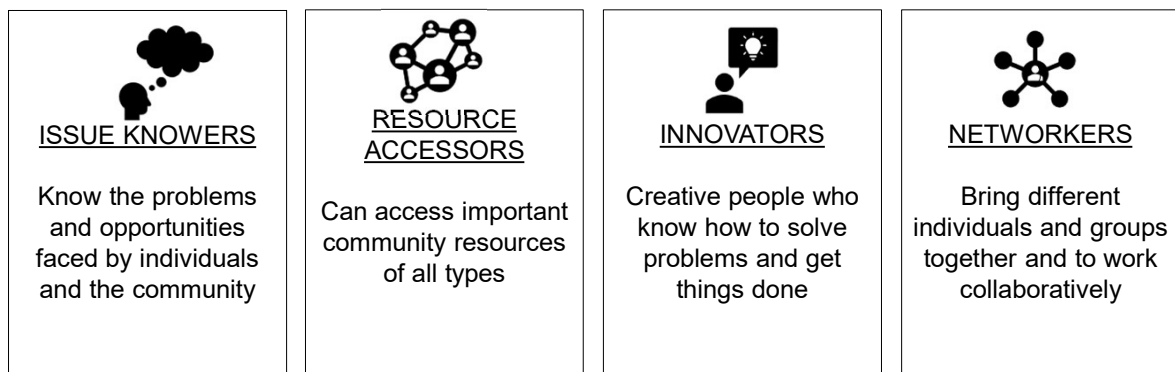 ISSUE KNOWERS
Know the problems
and opportunities
faced by individuals
and the community
RESOURCE
ACCESSORS
Can access important
community resources
of all types
INNOVATORS
Creative people who
know how to solve
problems and get
things done
NETWORKERS
Bring different
individuals and groups
together and to work
collaboratively